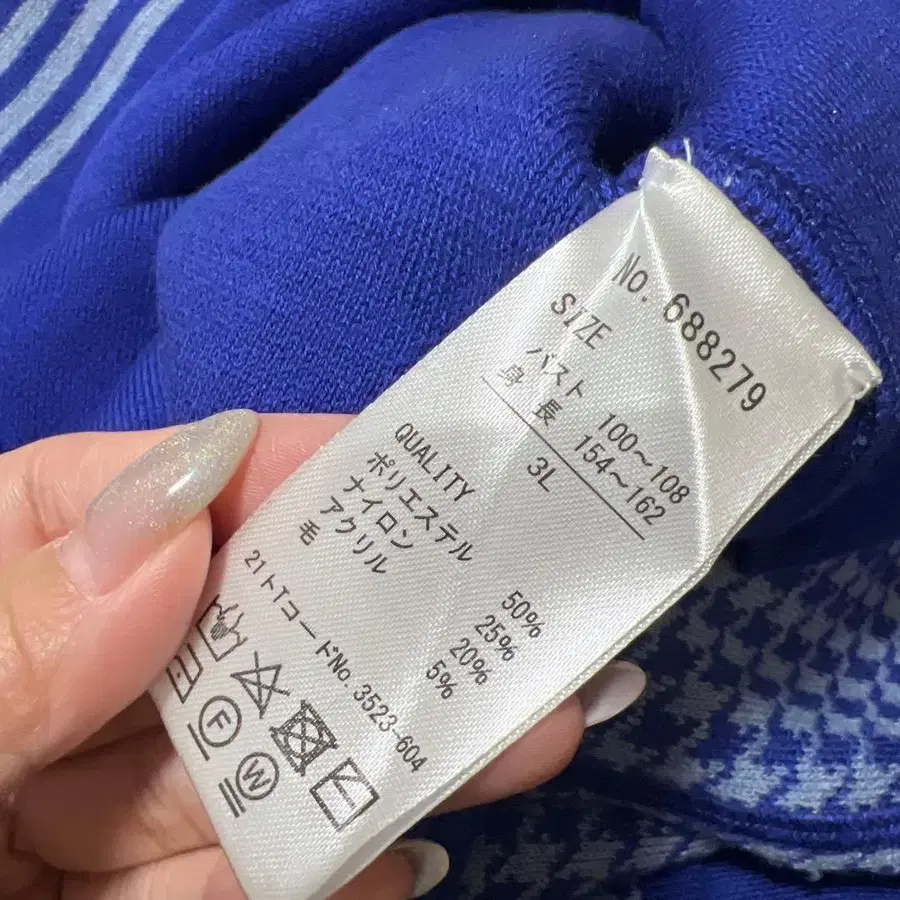 No. 688279
SIZE
バスト 100～108
身 長 154～162
3L
QUALITY
ポリエステル 50%
ナイロン 25%
アクリル 20%
毛 5%
21トTコードNo.3523-604
F
W